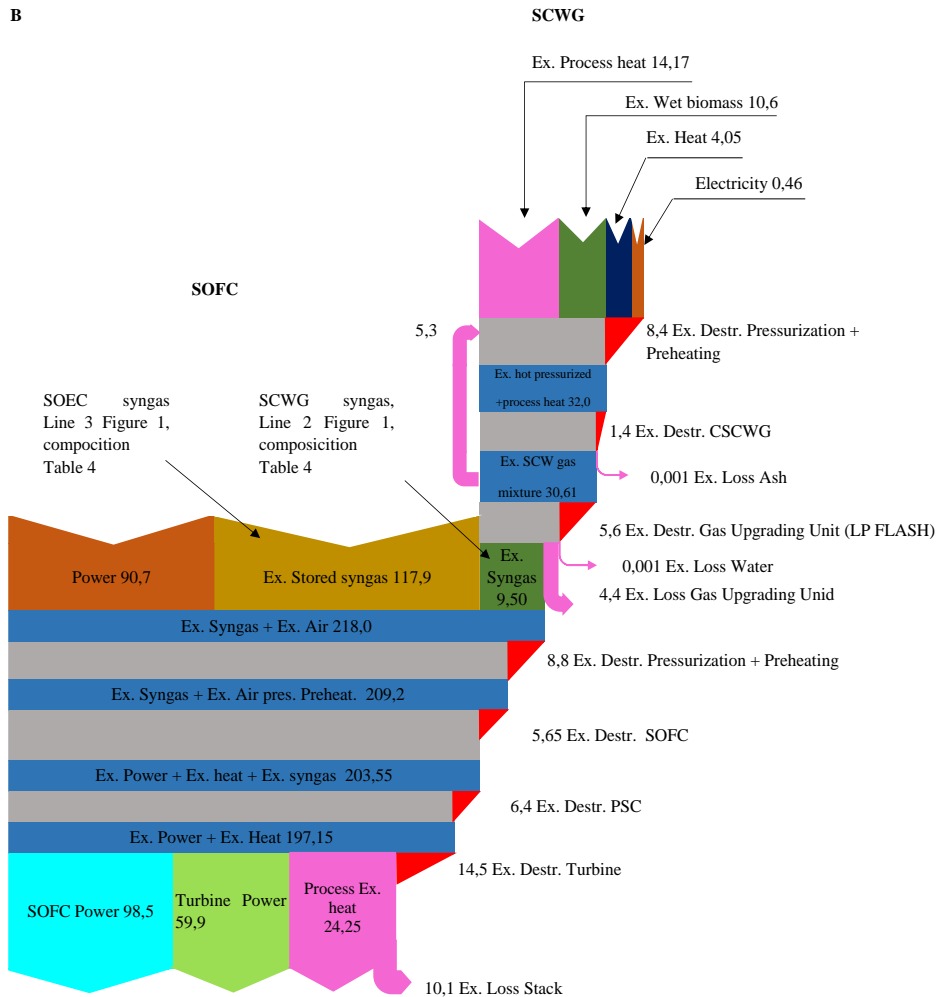 B
SCWG
Ex. Process heat 14,17
Ex. Wet biomass 10,6
Ex. Heat 4,05
Electricity 0,46
SOFC
5,3
8,4 Ex. Destr. Pressurization +
Preheating
Ex. hot pressurized
+process heat 32,0
SOEC syngas
Line 3 Figure 1,
compocition
Table 4
SCWG syngas,
Line 2 Figure 1,
composicition
Table 4
1,4 Ex. Destr. CSCWG
Ex. SCW gas
mixture 30,61
0,001 Ex. Loss Ash
5,6 Ex. Destr. Gas Upgrading Unit (LP FLASH)
0,001 Ex. Loss Water
4,4 Ex. Loss Gas Upgrading Unid
Power 90,7
Ex. Stored syngas 117,9
Ex.
Syngas
9,50
Ex. Syngas + Ex. Air 218,0
8,8 Ex. Destr. Pressurization + Preheating
Ex. Syngas + Ex. Air pres. Preheat. 209,2
5,65 Ex. Destr. SOFC
Ex. Power + Ex. heat + Ex. syngas 203,55
6,4 Ex. Destr. PSC
Ex. Power + Ex. Heat 197,15
14,5 Ex. Destr. Turbine
SOFC Power 98,5
Turbine Power
59,9
Process Ex.
heat
24,25
10,1 Ex. Loss Stack